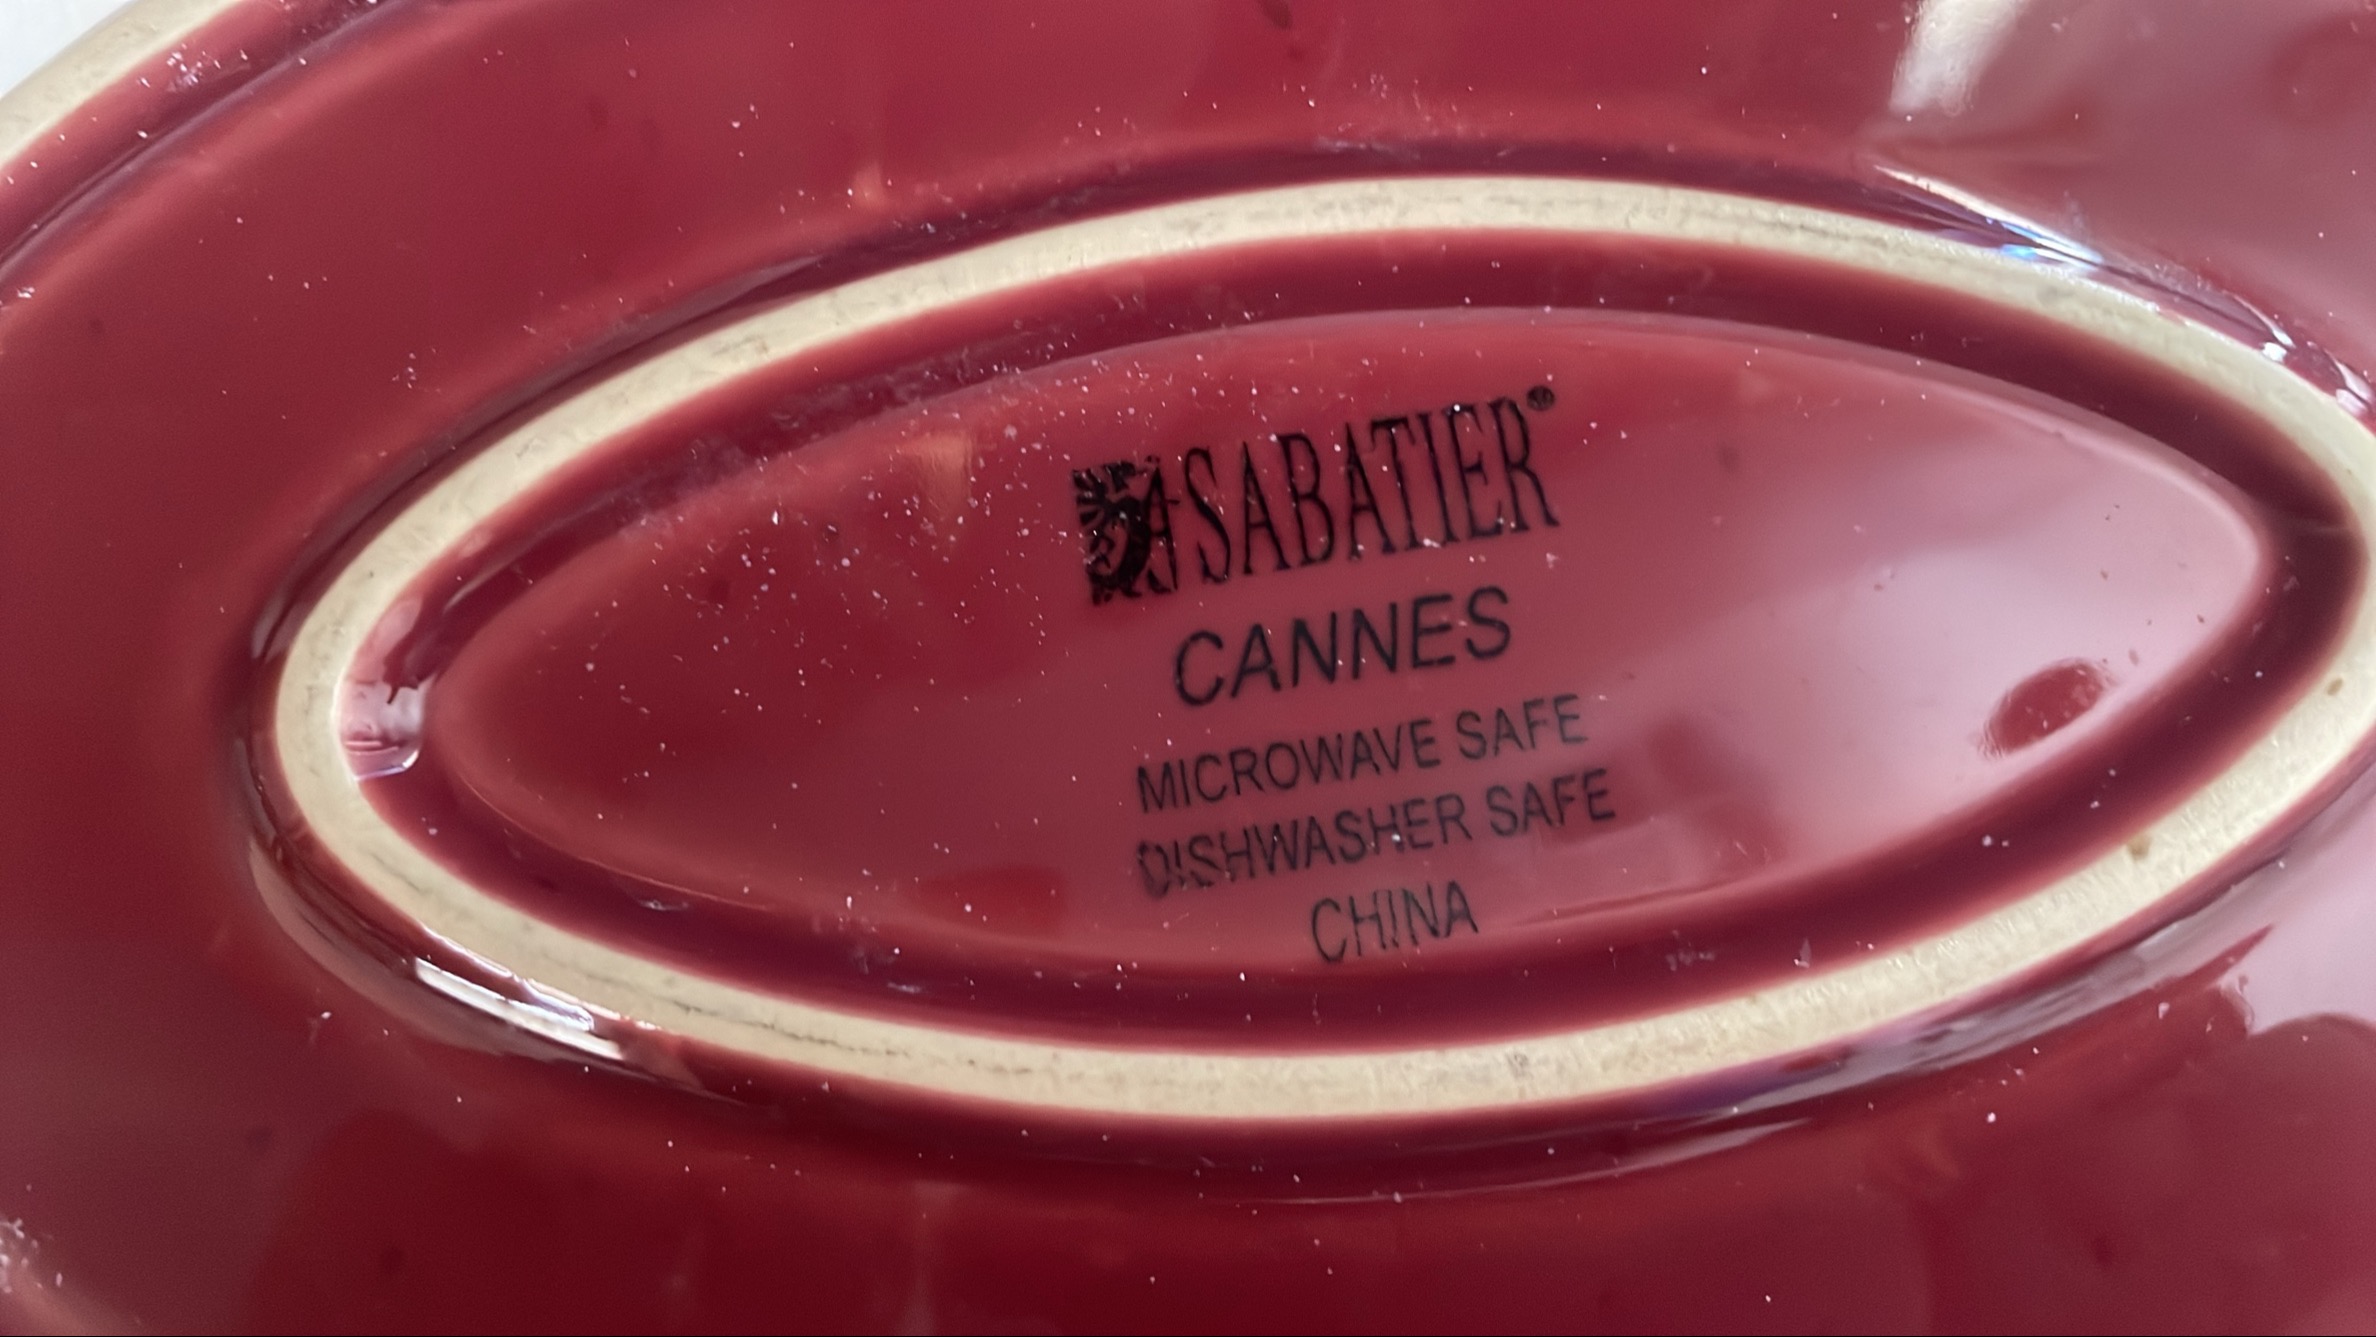 SABATIER®
CANNES
MICROWAVE SAFE
DISHWASHER SAFE
CHINA